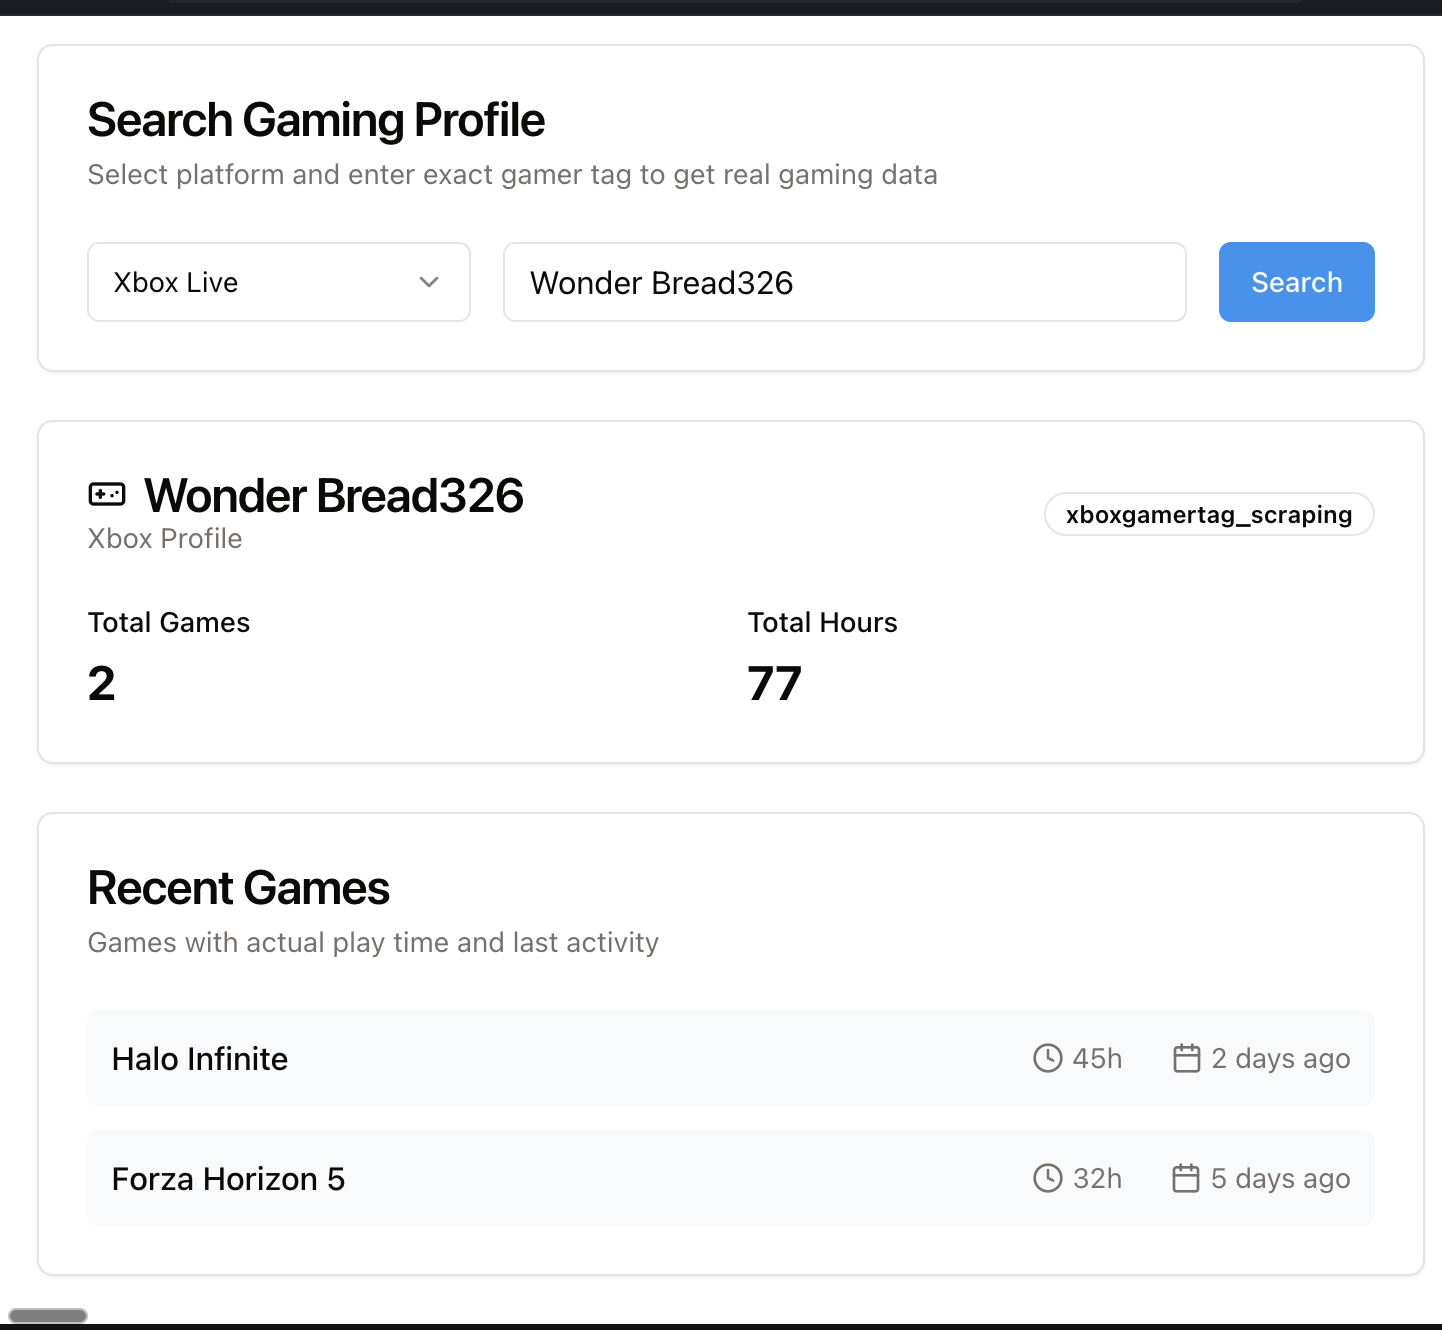 Search Gaming Profile
Select platform and enter exact gamer tag to get real gaming data
Xbox Live
Wonder Bread326
Search
Wonder Bread326
Xbox Profile
xboxgamertag_scraping
Total Games
2
Total Hours
77
Recent Games
Games with actual play time and last activity
Halo Infinite 45h 2 days ago
Forza Horizon 5 32h 5 days ago